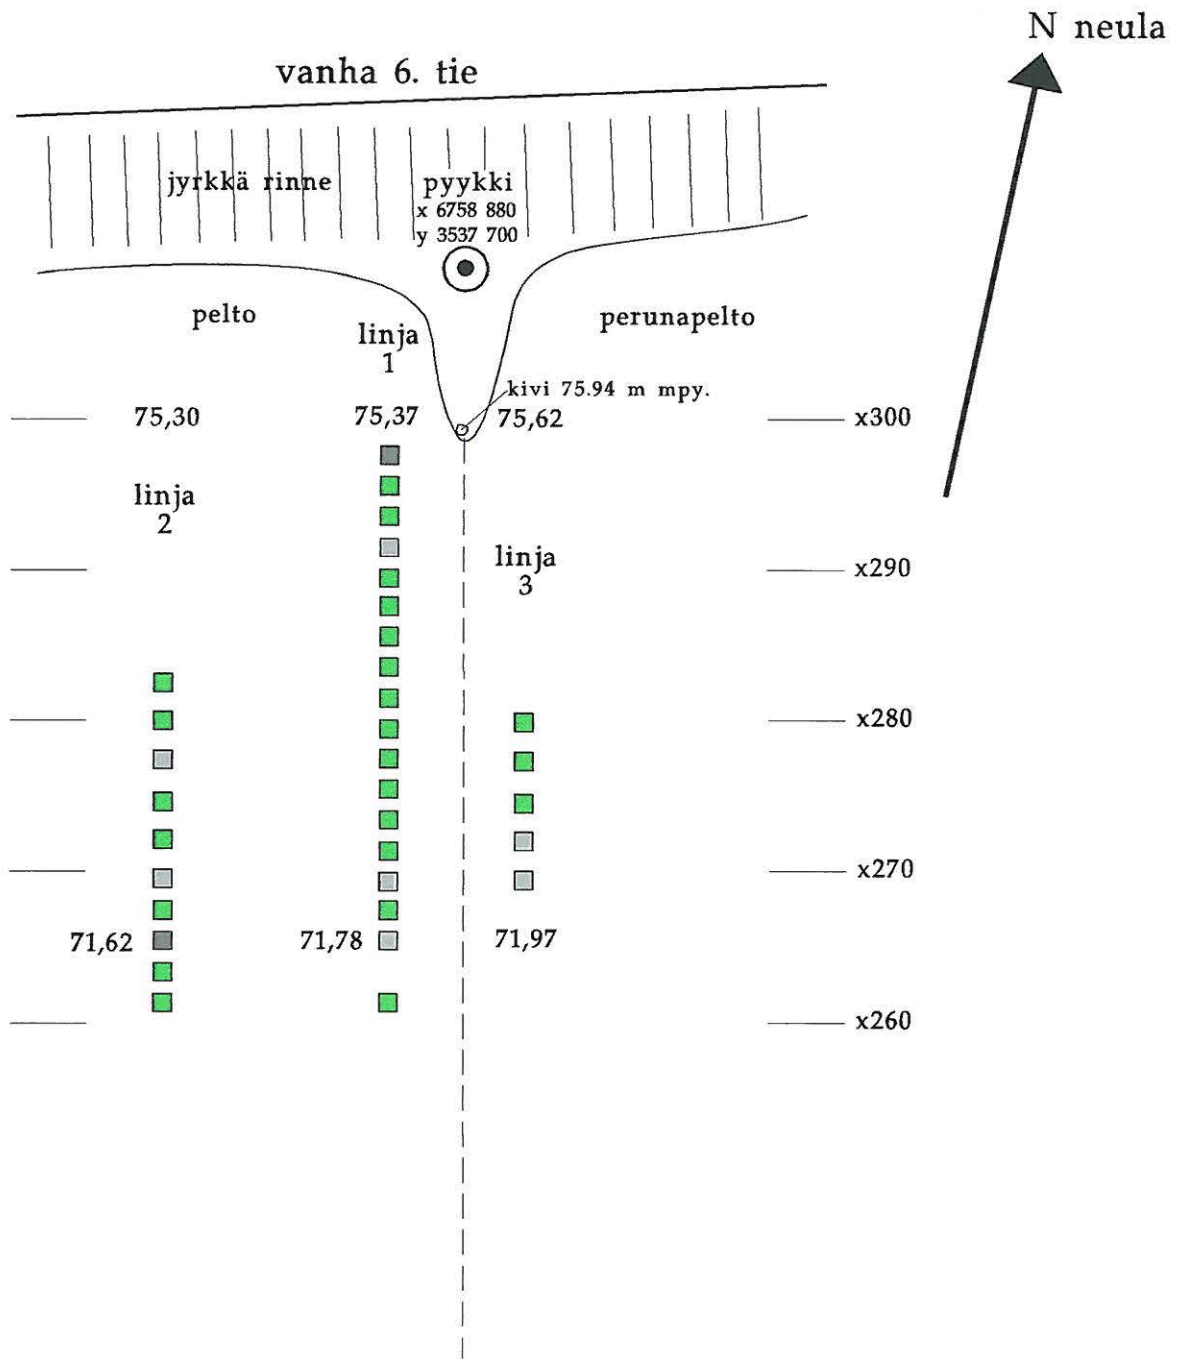 N neula
vanha 6. tie
jyrkkä rinne
pyykki
x 6758 880
y 3537 700
pelto
perunapelto
linja
1
kivi 75.94 m mpy.
75,30
75,37
75,62
x300
linja
2
linja
3
x290
x280
x270
71,62
71,78
71,97
x260